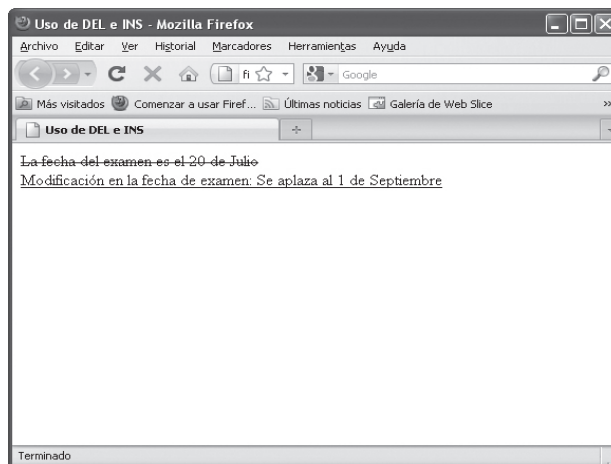 Uso de DEL e INS - Mozilla Firefox
Archivo Editar Ver Historial Marcadores Herramientas Ayuda
fi Google
Más visitados Comenzar a usar Firef... Últimas noticias Galería de Web Slice »
Uso de DEL e INS
La fecha del examen es el 20 de Julio
Modificación en la fecha de examen: Se aplaza al 1 de Septiembre
Terminado